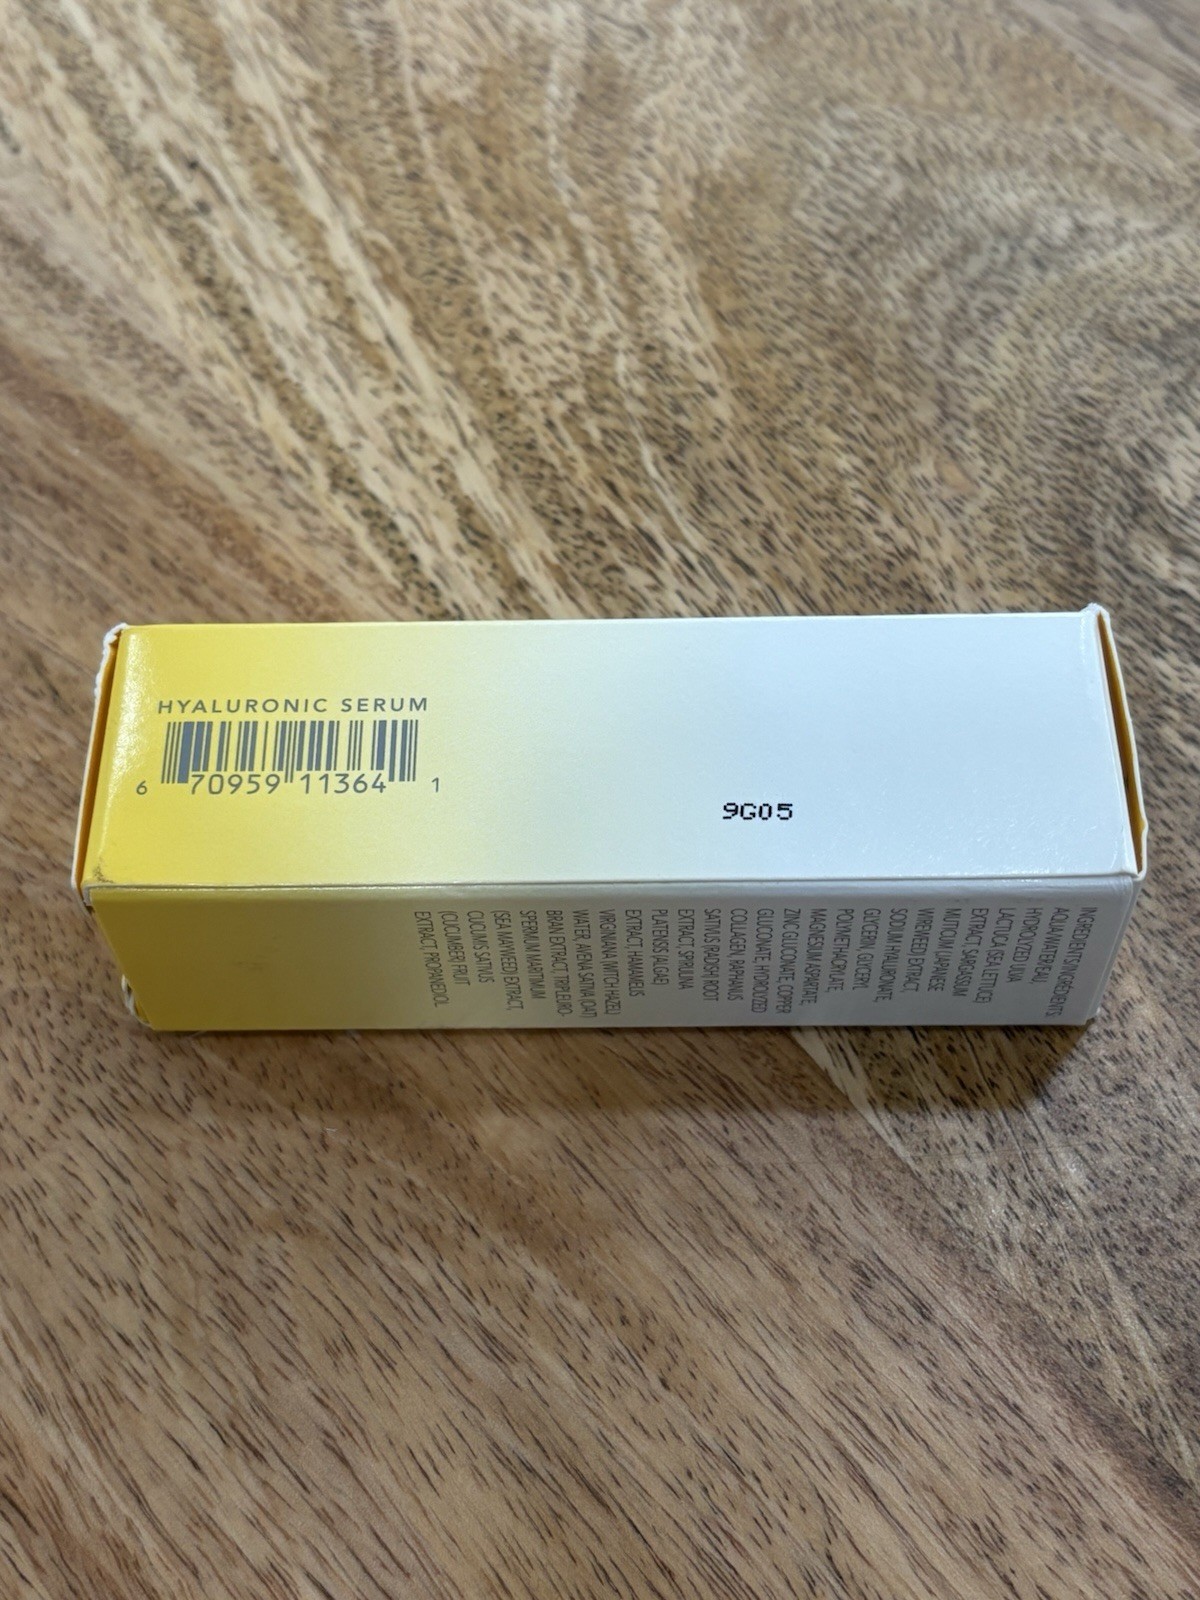 HYALURONIC SERUM
6 70959 11364 1
9G05
INGREDIENTS/INGRÉDIENTS:
AQUA/WATER/EAU,
HYDROLYZED ULVA
LACTUCA (SEA LETTUCE)
EXTRACT, SARGASSUM
MUTICUM (JAPANESE
WIREWEED) EXTRACT,
SODIUM HYALURONATE,
GLYCERIN, GLYCERYL
POLYMETHACRYLATE,
MAGNESIUM ASPARTATE,
ZINC GLUCONATE, COPPER
GLUCONATE, HYDROLYZED
COLLAGEN, RAPHANUS
SATIVUS (RADISH) ROOT
EXTRACT, SPIRULINA
PLATENSIS (ALGAE)
EXTRACT, HAMAMELIS
VIRGINIANA (WITCH HAZEL)
WATER, AVENA SATIVA (OAT)
BRAN EXTRACT, TRIPLEURO-
SPERMUM MARITIMUM
(SEA MAYWEED) EXTRACT,
CUCUMIS SATIVUS
(CUCUMBER) FRUIT
EXTRACT, PROPANEDIOL